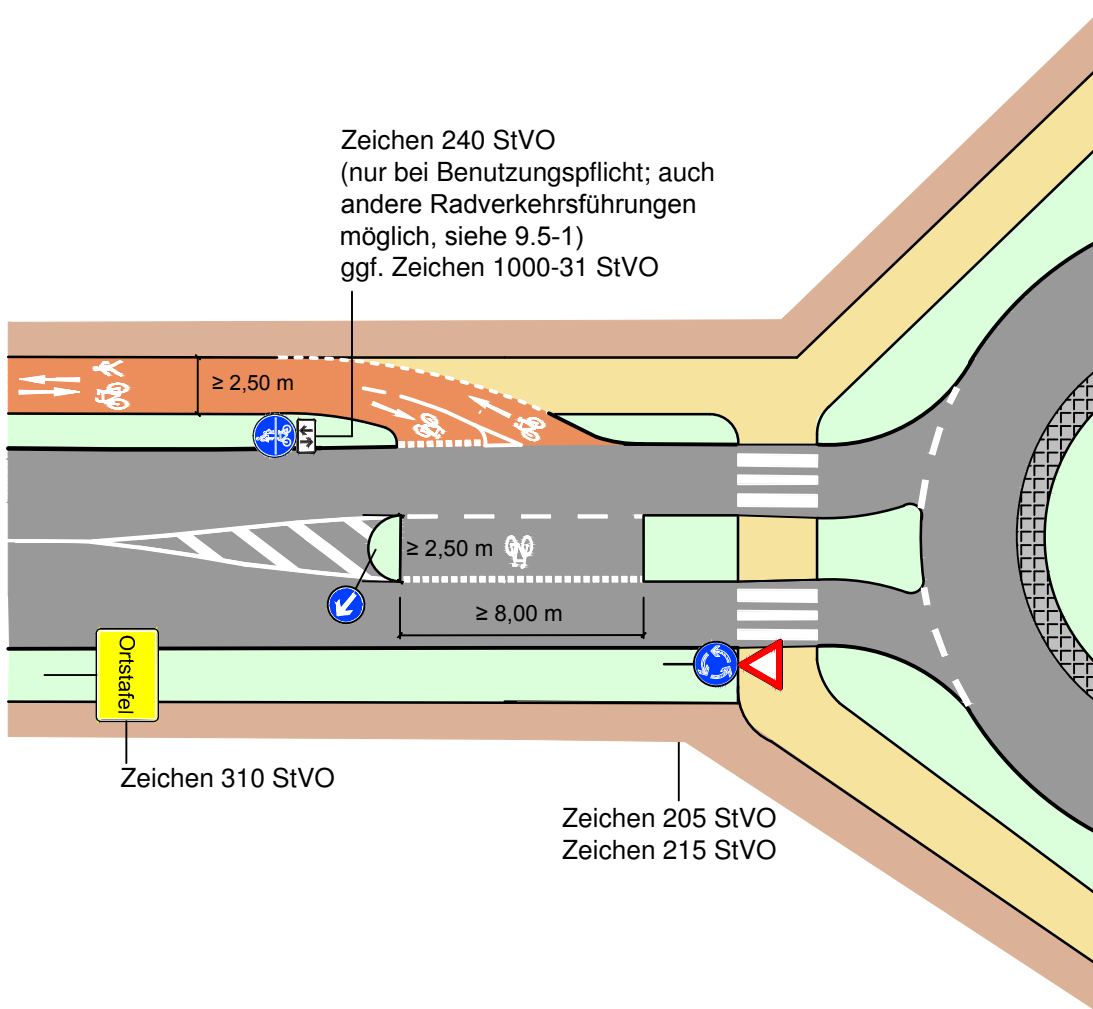 Zeichen 240 StVO
(nur bei Benutzungspflicht; auch
andere Radverkehrsführungen
möglich, siehe 9.5-1)
ggf. Zeichen 1000-31 StVO
≥ 2,50 m
≥ 2,50 m
≥ 8,00 m
Ortstafel
Zeichen 310 StVO
Zeichen 205 StVO
Zeichen 215 StVO